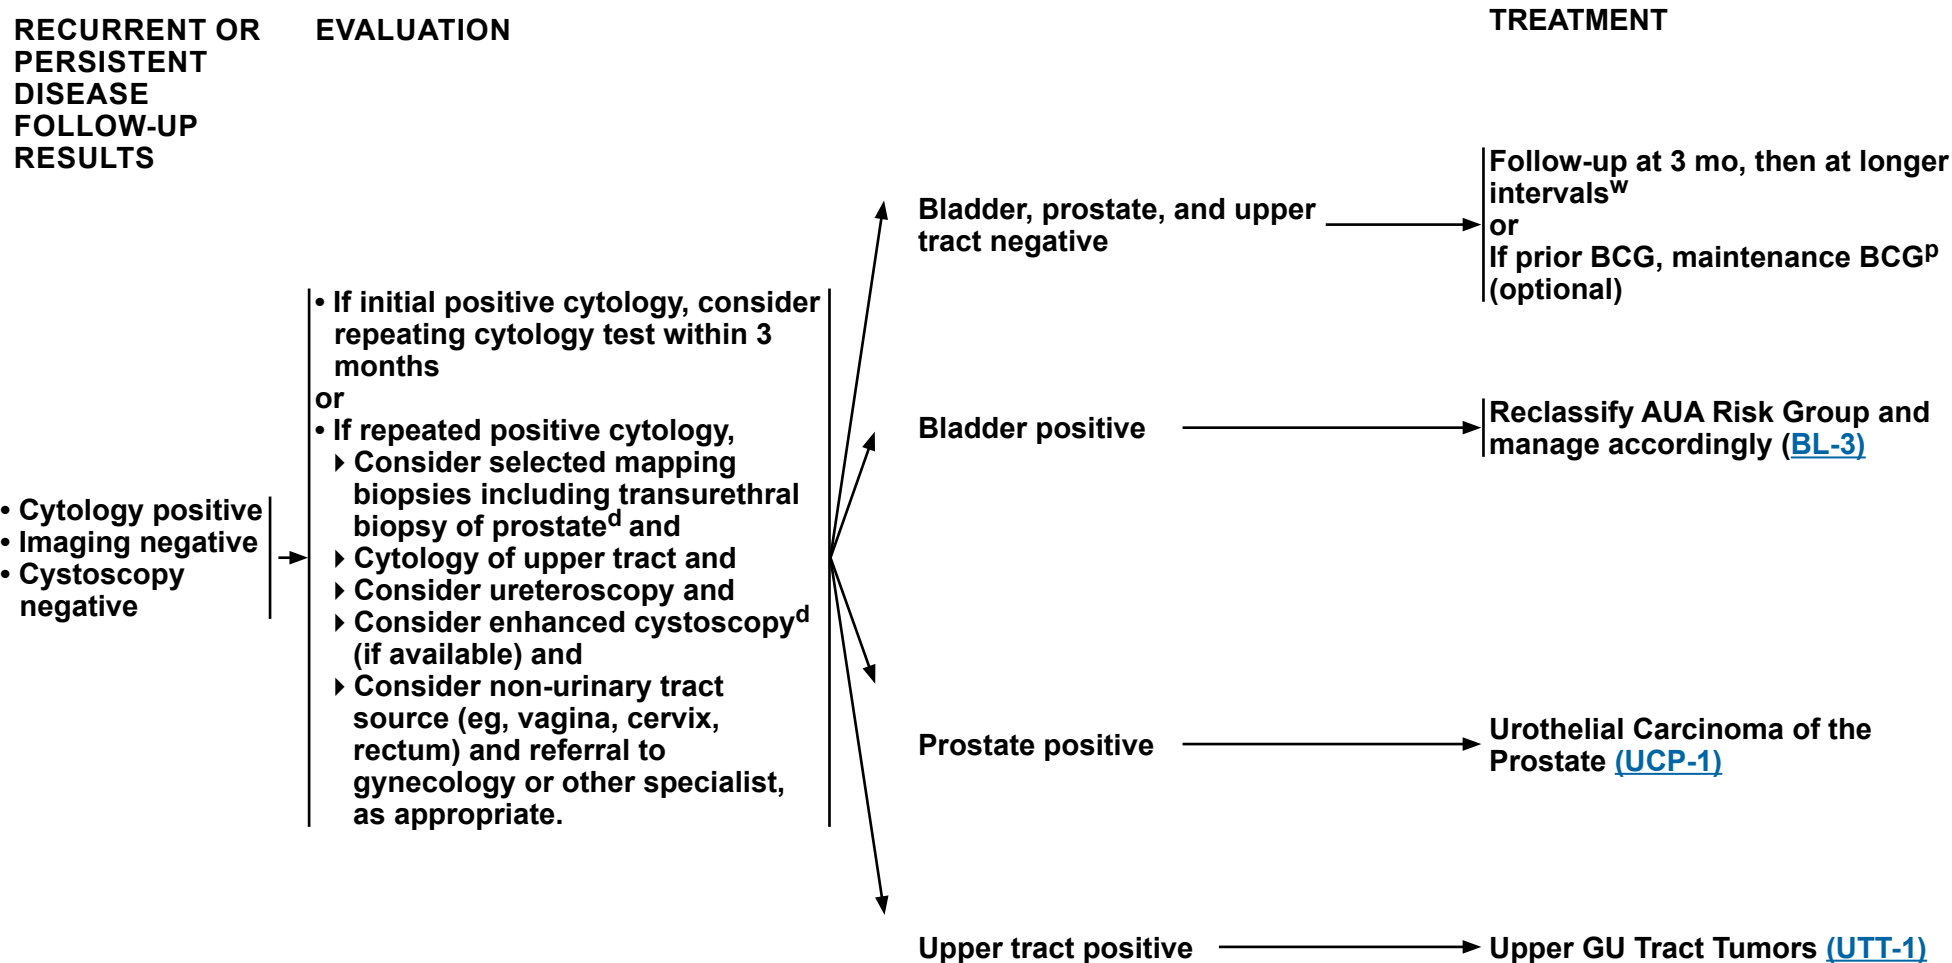 RECURRENT OR
PERSISTENT
DISEASE
FOLLOW-UP
RESULTS
EVALUATION
TREATMENT
• Cytology positive
• Imaging negative
• Cystoscopy
negative
• If initial positive cytology, consider
repeating cytology test within 3
months
or
• If repeated positive cytology,
▸ Consider selected mapping
biopsies including transurethral
biopsy of prostate^d and
▸ Cytology of upper tract and
▸ Consider ureteroscopy and
▸ Consider enhanced cystoscopy^d
(if available) and
▸ Consider non-urinary tract
source (eg, vagina, cervix,
rectum) and referral to
gynecology or other specialist,
as appropriate.
Bladder, prostate, and upper
tract negative
Follow-up at 3 mo, then at longer
intervals^w
or
If prior BCG, maintenance BCG^p
(optional)
Bladder positive
Reclassify AUA Risk Group and
manage accordingly (BL-3)
Prostate positive
Urothelial Carcinoma of the
Prostate (UCP-1)
Upper tract positive
Upper GU Tract Tumors (UTT-1)